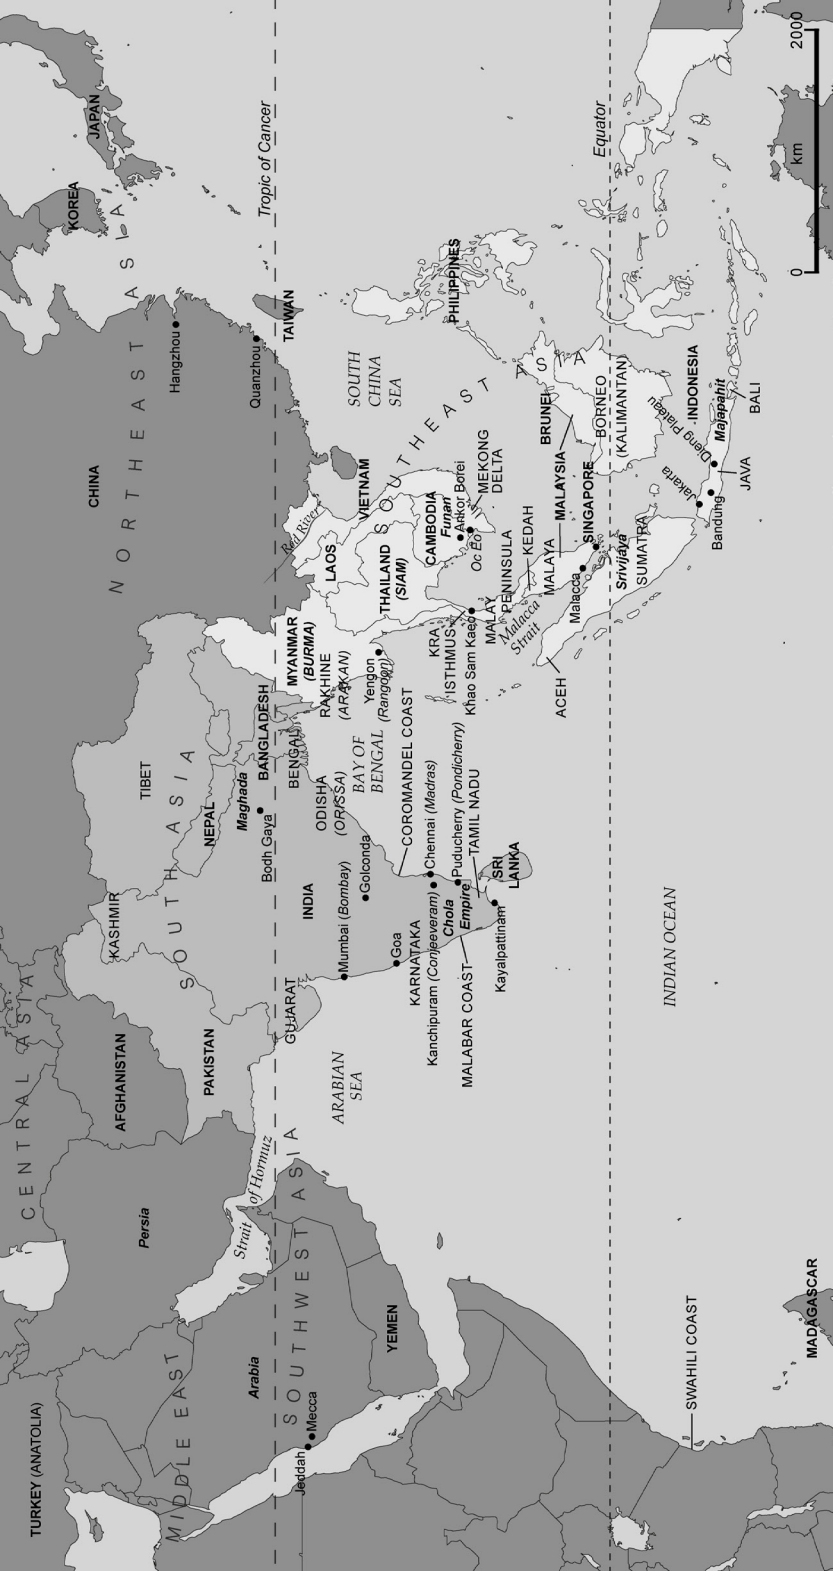 CENTRAL ASIA
TURKEY (ANATOLIA)
JAPAN
KOREA
CHINA
NORTHEAST ASIA
Hangzhou
Quanzhou
TAIWAN
TIBET
KASHMIR
AFGHANISTAN
Persia
MIDDLE EAST
SOUTH ASIA
NEPAL
PAKISTAN
Maghada
Bodh Gaya
BANGLADESH
BENGAL
Strait
of Hormuz
Arabia
Tropic of Cancer
Jeddah
Mecca
SOUTHWEST ASIA
GUJARAT
INDIA
ODISHA
(ORISSA)
MYANMAR
(BURMA)
RAKHINE
(ARAKAN)
Red River
LAOS
VIETNAM
SOUTH
CHINA
SEA
ARABIAN
SEA
Mumbai (Bombay)
Golconda
BAY OF
BENGAL
Yengon
(Rangoon)
THAILAND
(SIAM)
YEMEN
Goa
COROMANDEL COAST
SOUTHEAST ASIA
KARNATAKA
Kanchipuram (Conjeeveram)
Chennai (Madras)
Chola
Empire
Puducherry (Pondicherry)
TAMIL NADU
MALABAR COAST
Kayalpattinam
SRI
LANKA
KRA
ISTHMUS
Khao Sam Kaeo
CAMBODIA
Funan
Ankor Borei
Oc Eo
MEKONG
DELTA
PHILIPPINES
MALAY
PENINSULA
KEDAH
Malacca
Strait
MALAYA
MALAYSIA
BRUNEI
ACEH
Malacca
SINGAPORE
BORNEO
(KALIMANTAN)
Equator
Srivijaya
SUMATRA
INDIAN OCEAN
SWAHILI COAST
INDONESIA
Jakarta
Dieng Plateau
Majapahit
Bandung
JAVA
BALI
MADAGASCAR
0
km
2000